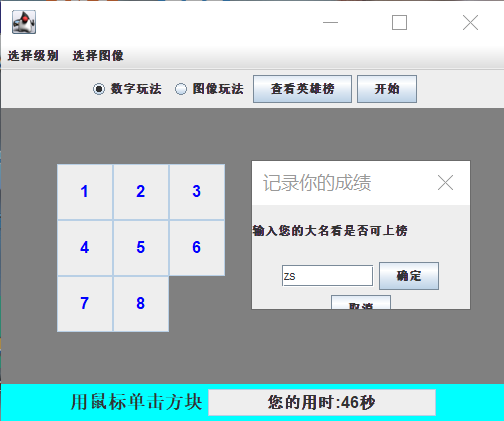 选择级别 选择图像
数字玩法 图像玩法 查看英雄榜 开始
1 2 3
4 5 6
7 8
记录你的成绩
输入您的大名看是否可上榜
zs 确定
取消
用鼠标单击方块 您的用时:46秒